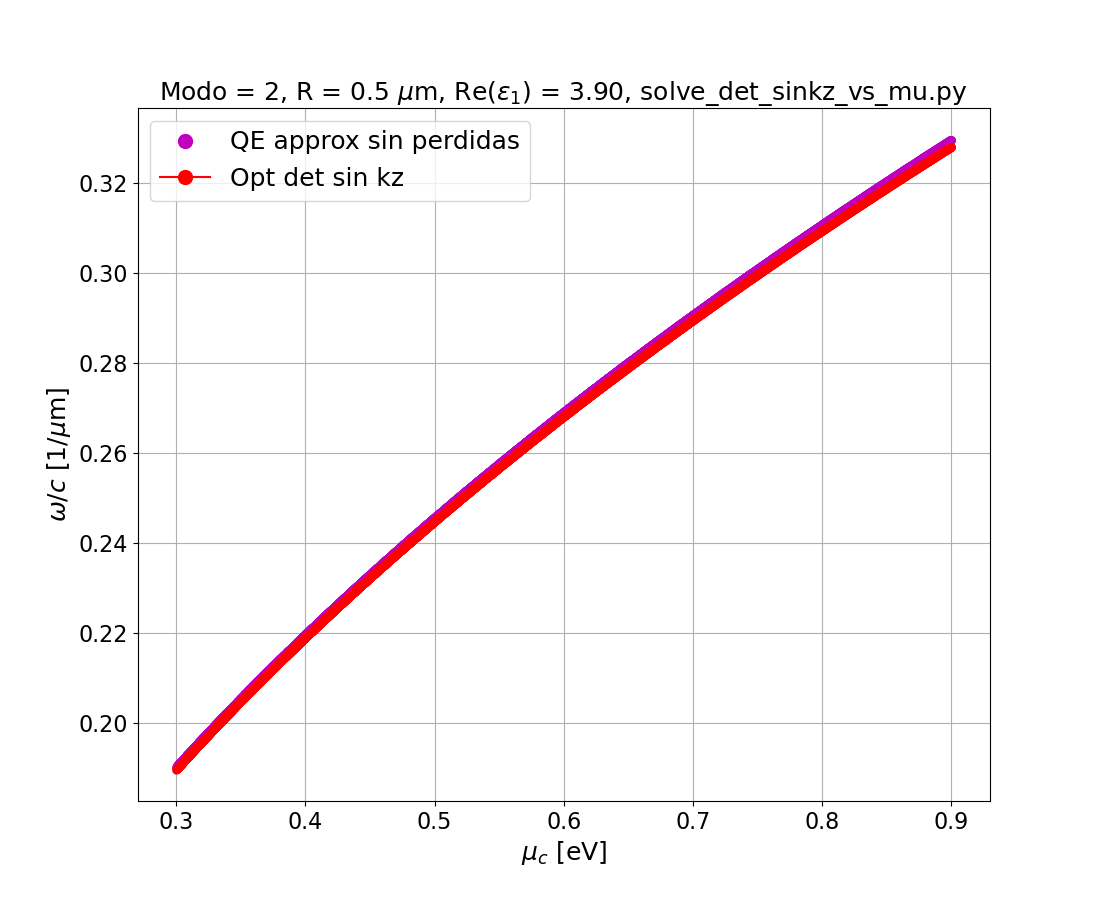 Modo = 2, R = 0.5 μm, Re(ε₁) = 3.90, solve_det_sinkz_vs_mu.py
QE approx sin perdidas
Opt det sin kz
0.32
0.30
0.28
0.26
0.24
0.22
0.20
ω/c [1/μm]
0.3 0.4 0.5 0.6 0.7 0.8 0.9
μ_c [eV]